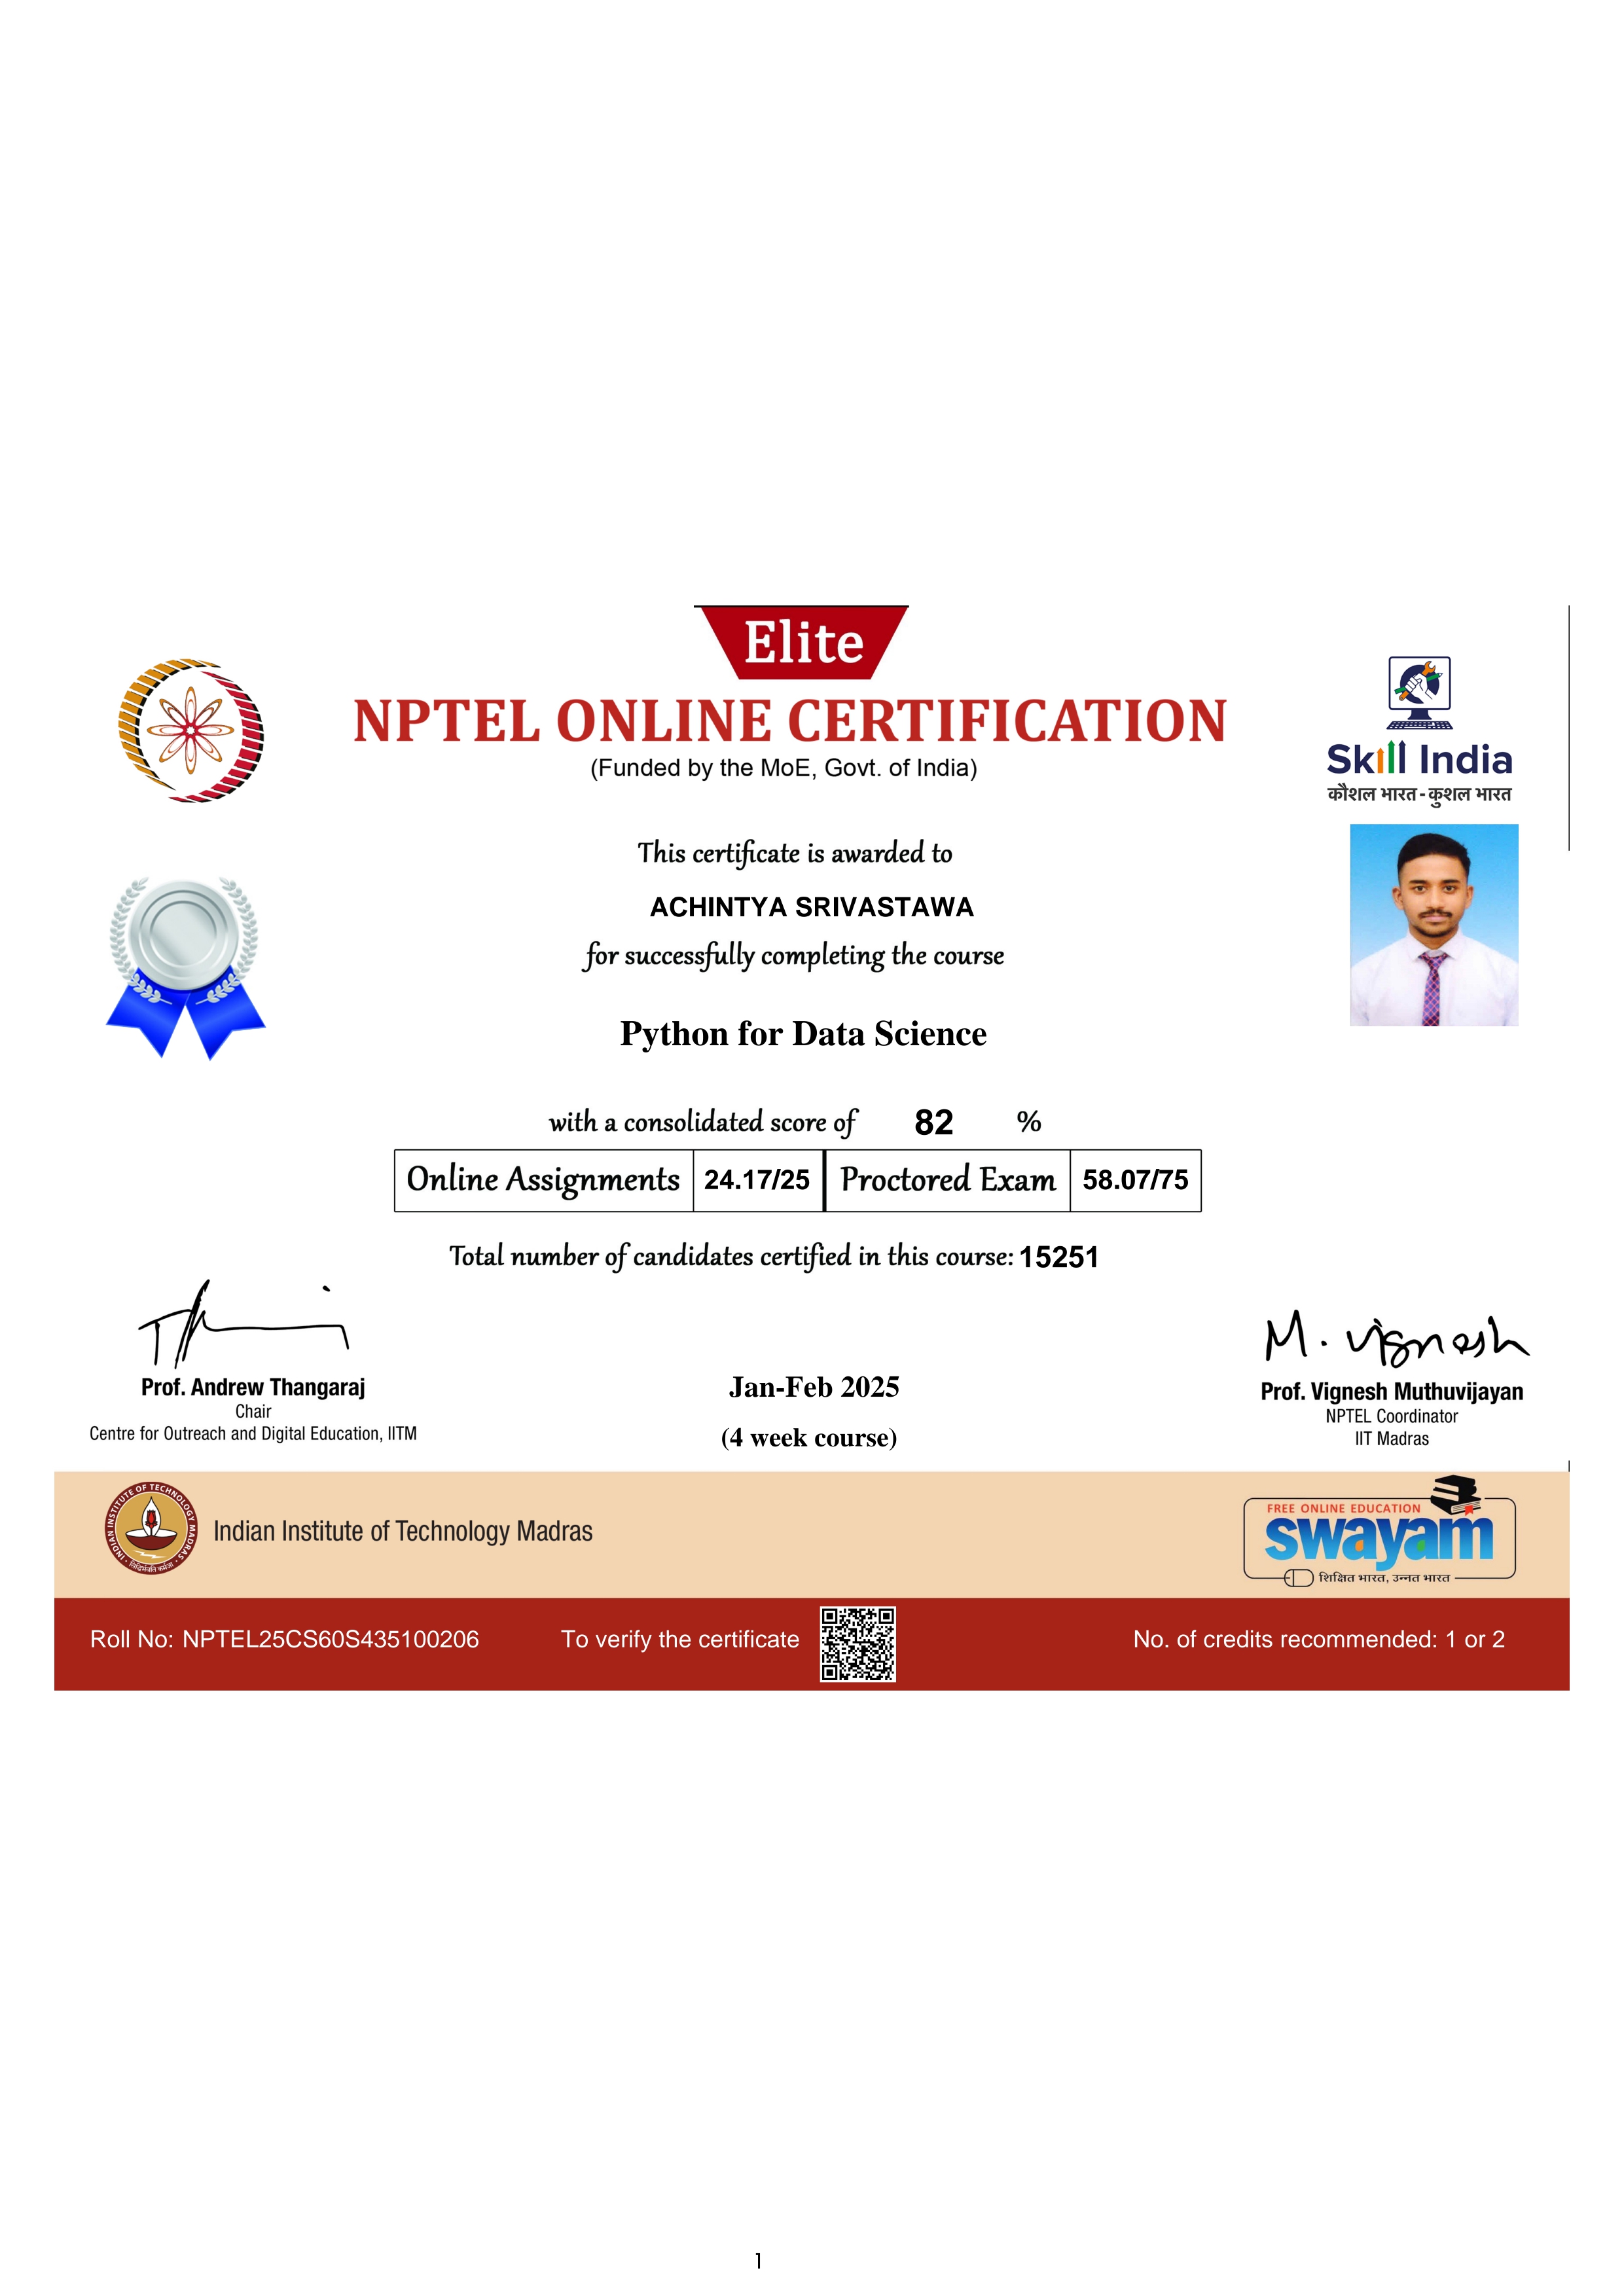 Elite
NPTEL ONLINE CERTIFICATION
(Funded by the MoE, Govt. of India)
Skill India
कौशल भारत - कुशल भारत
This certificate is awarded to
ACHINTYA SRIVASTAWA
for successfully completing the course
Python for Data Science
with a consolidated score of 82 %
Online Assignments 24.17/25 Proctored Exam 58.07/75
Total number of candidates certified in this course: 15251
M. Vignesh
Prof. Andrew Thangaraj
Chair
Centre for Outreach and Digital Education, IITM
Jan-Feb 2025
(4 week course)
Prof. Vignesh Muthuvijayan
NPTEL Coordinator
IIT Madras
INDIAN INSTITUTE OF TECHNOLOGY MADRAS
सिद्धिर्भवति कर्मजा
Indian Institute of Technology Madras
FREE ONLINE EDUCATION
swayam
शिक्षित भारत, उन्नत भारत
Roll No: NPTEL25CS60S435100206
To verify the certificate
No. of credits recommended: 1 or 2
1